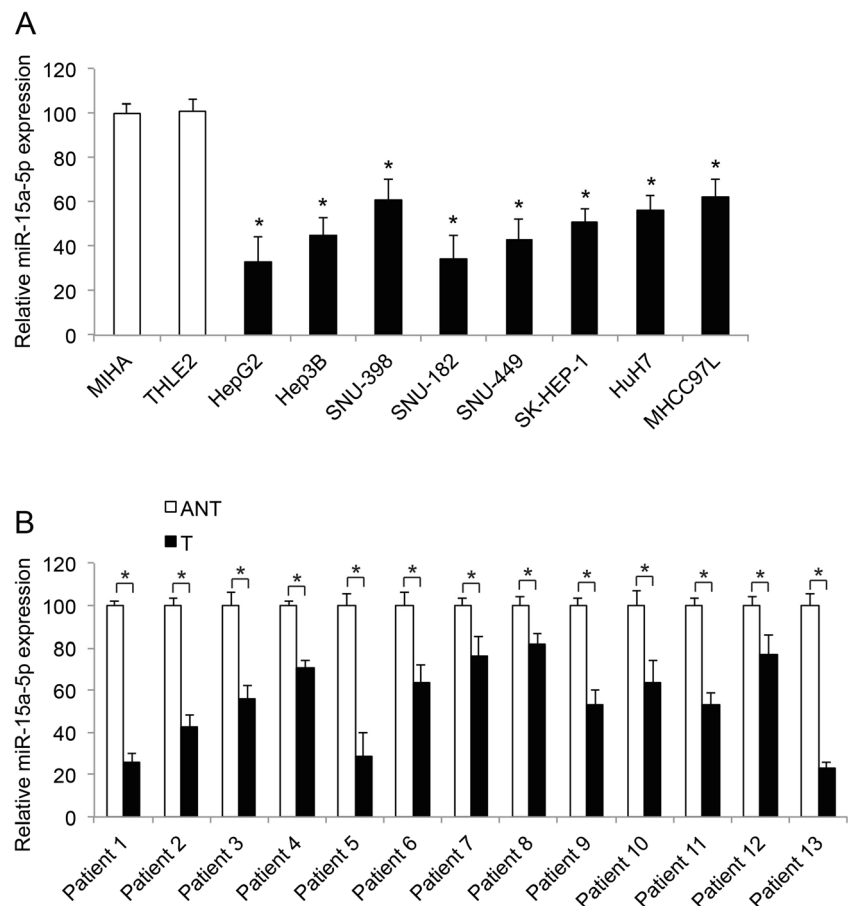 A
Relative miR-15a-5p expression
120
100
80
60
40
20
0
* * * * * * * *
MIHA
THLE2
HepG2
Hep3B
SNU-398
SNU-182
SNU-449
SK-HEP-1
HuH7
MHCC97L
B
ANT
T
Relative miR-15a-5p expression
120
100
80
60
40
20
0
* * * * * * * * * * * * *
Patient 1
Patient 2
Patient 3
Patient 4
Patient 5
Patient 6
Patient 7
Patient 8
Patient 9
Patient 10
Patient 11
Patient 12
Patient 13